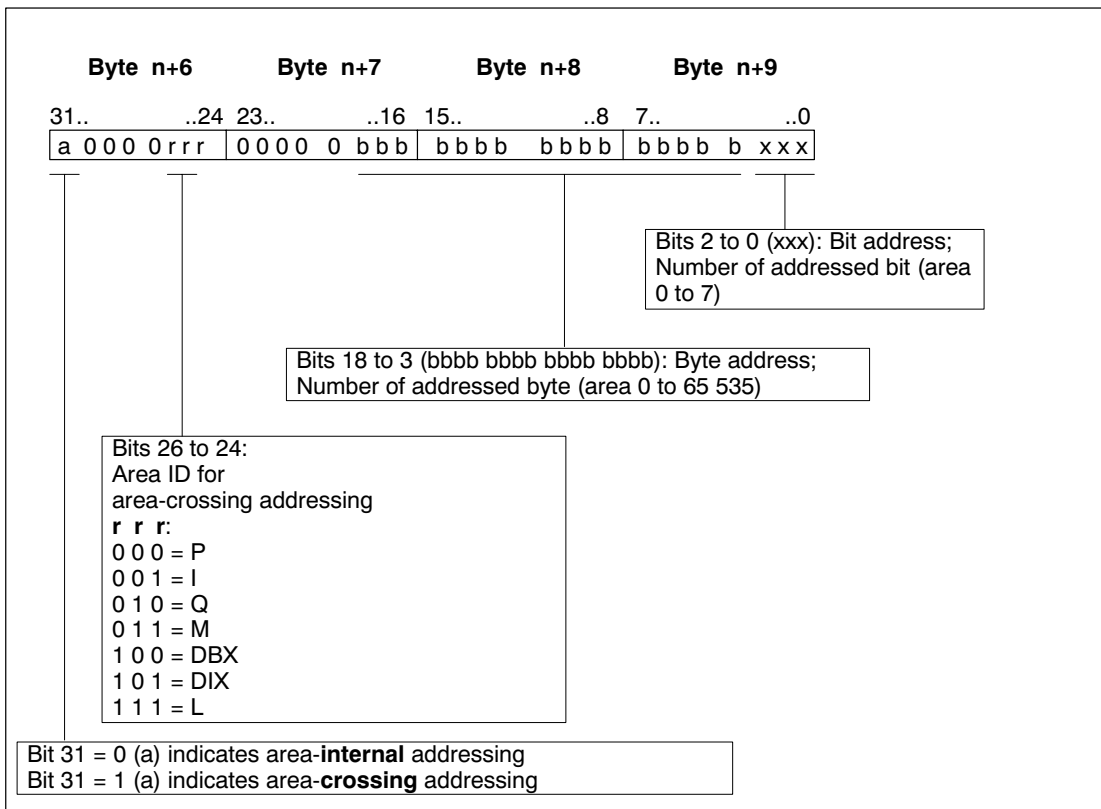 Byte n+6 Byte n+7 Byte n+8 Byte n+9
31.. ..24 23.. ..16 15.. ..8 7.. ..0
a 0 0 0 0 r r r 0 0 0 0 0 b b b b b b b b b b b b b b b b x x x
Bits 2 to 0 (xxx): Bit address;
Number of addressed bit (area
0 to 7)
Bits 18 to 3 (bbbb bbbb bbbb bbbb): Byte address;
Number of addressed byte (area 0 to 65 535)
Bits 26 to 24:
Area ID for
area-crossing addressing
r r r:
0 0 0 = P
0 0 1 = I
0 1 0 = Q
0 1 1 = M
1 0 0 = DBX
1 0 1 = DIX
1 1 1 = L
Bit 31 = 0 (a) indicates area-internal addressing
Bit 31 = 1 (a) indicates area-crossing addressing